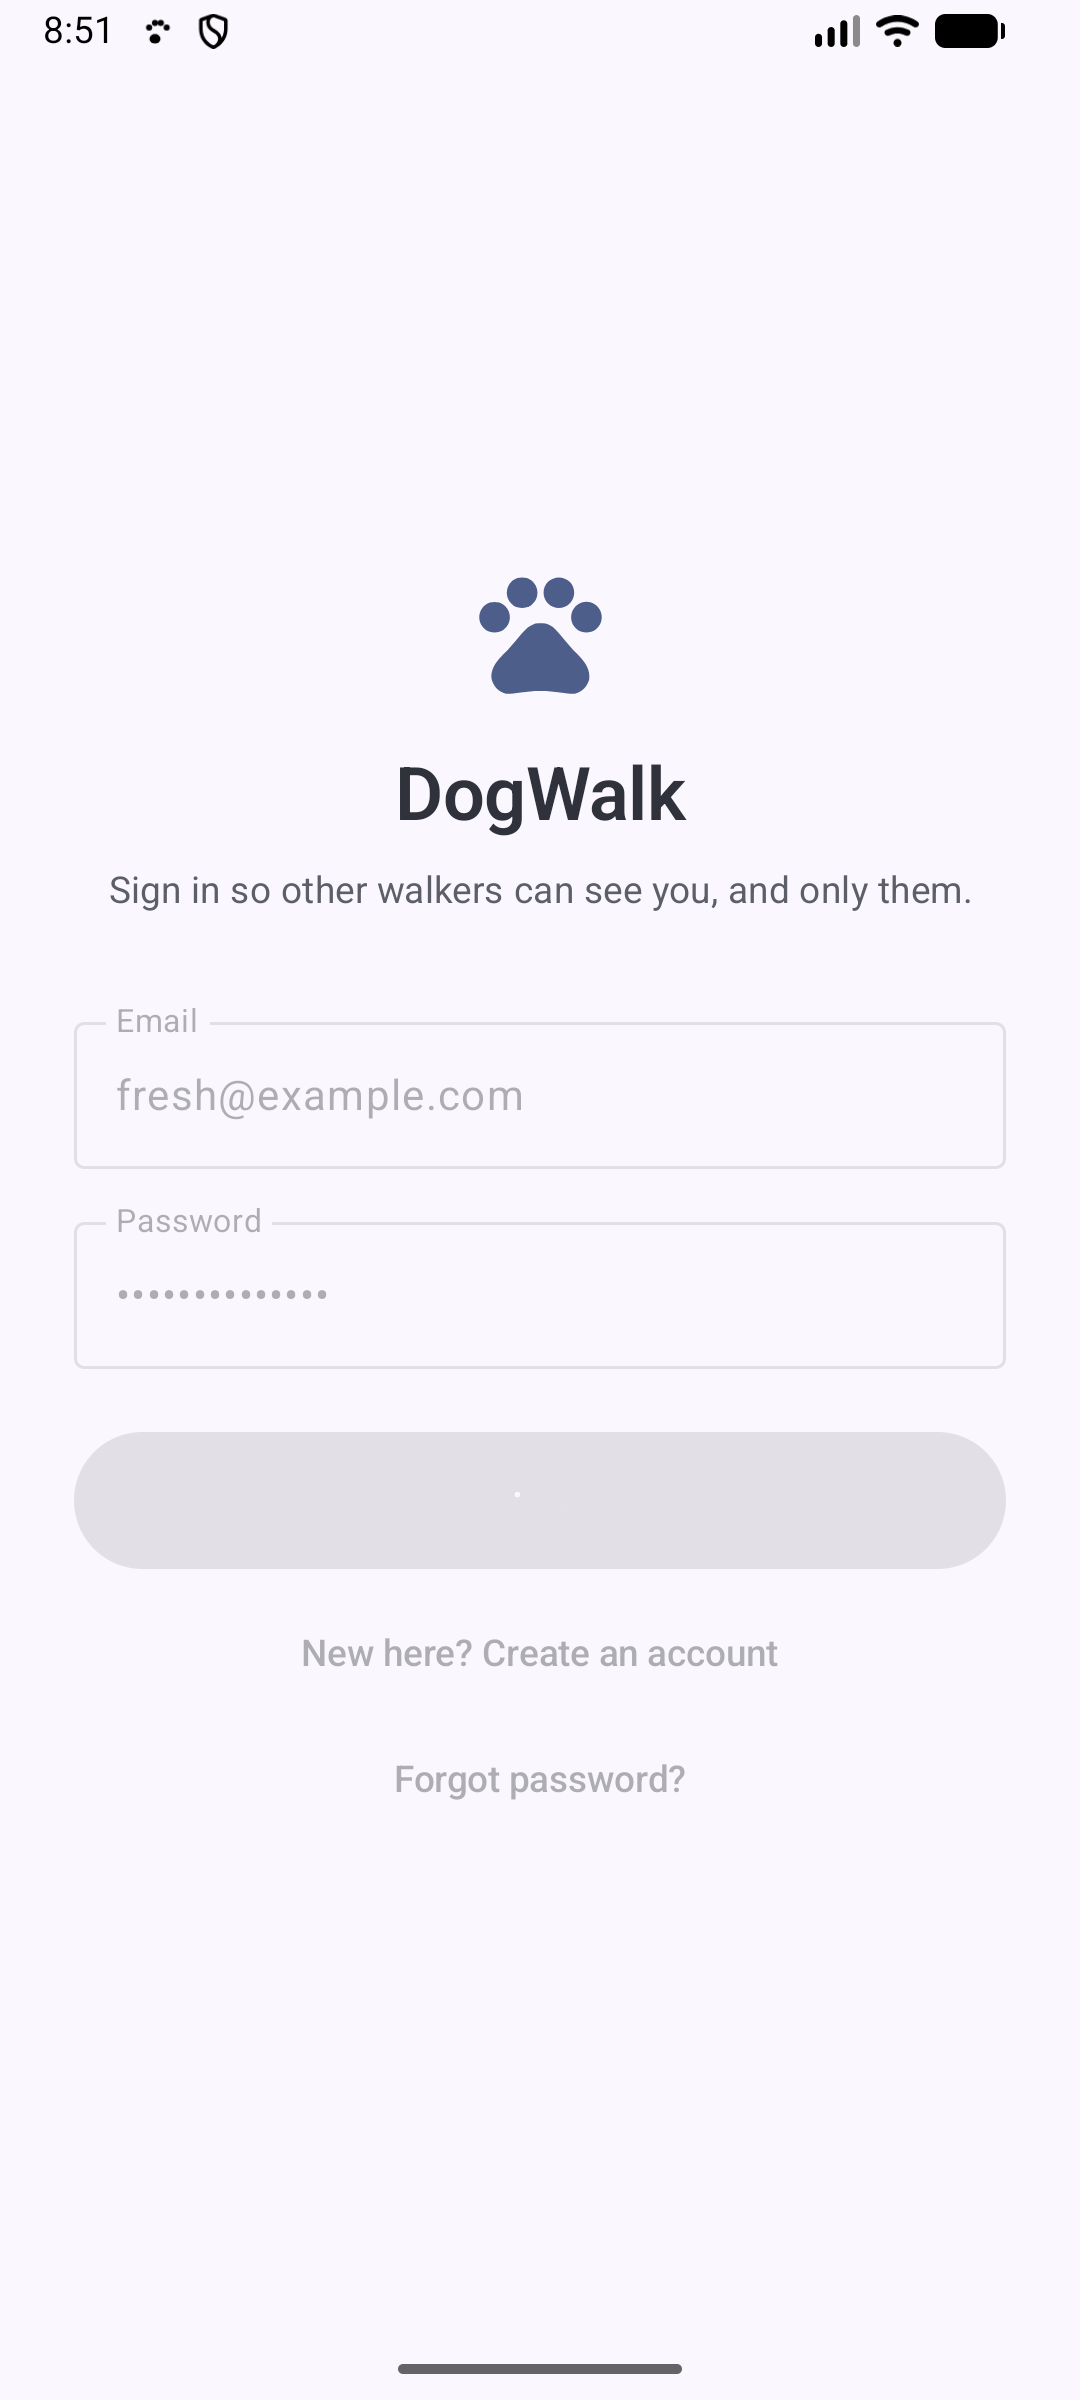 8:51
DogWalk
Sign in so other walkers can see you, and only them.
Email
fresh@example.com
Password
••••••••••••••
New here? Create an account
Forgot password?